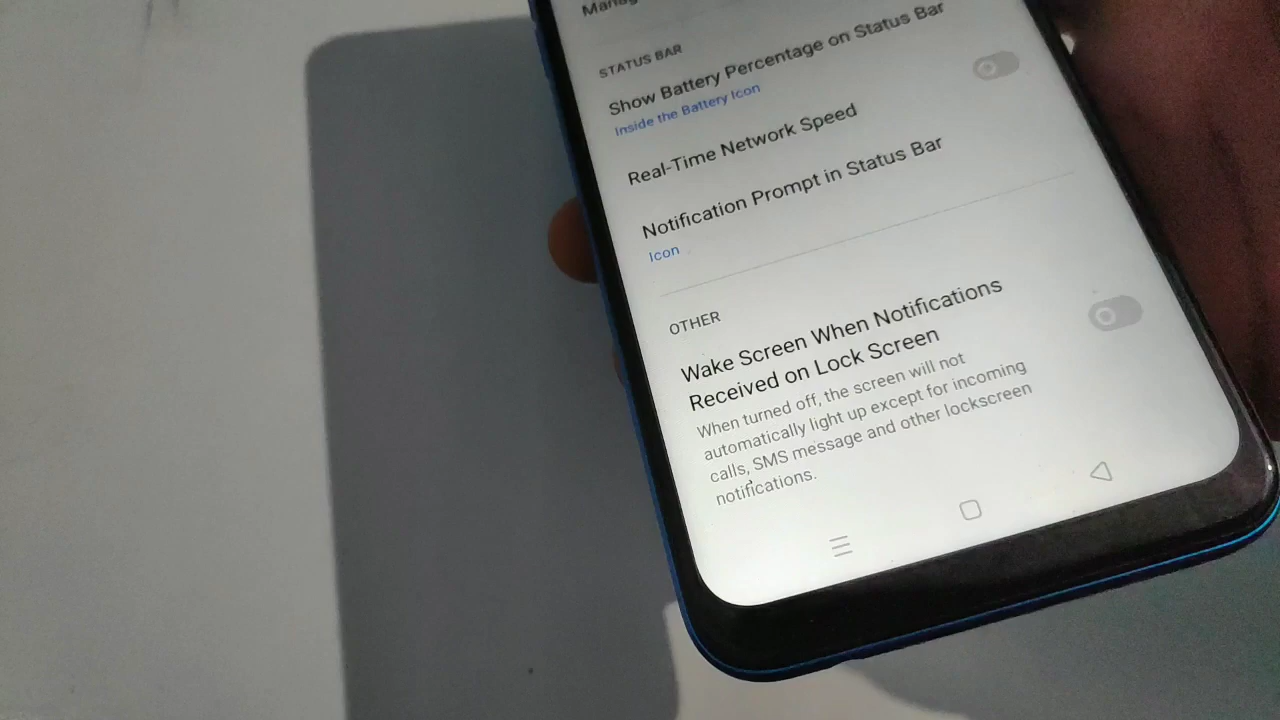 STATUS BAR
Show Battery Percentage on Status Bar
Inside the Battery Icon
Real-Time Network Speed
Notification Prompt in Status Bar
Icon
OTHER
Wake Screen When Notifications
Received on Lock Screen
When turned off, the screen will not
automatically light up except for incoming
calls, SMS message and other lockscreen
notifications.